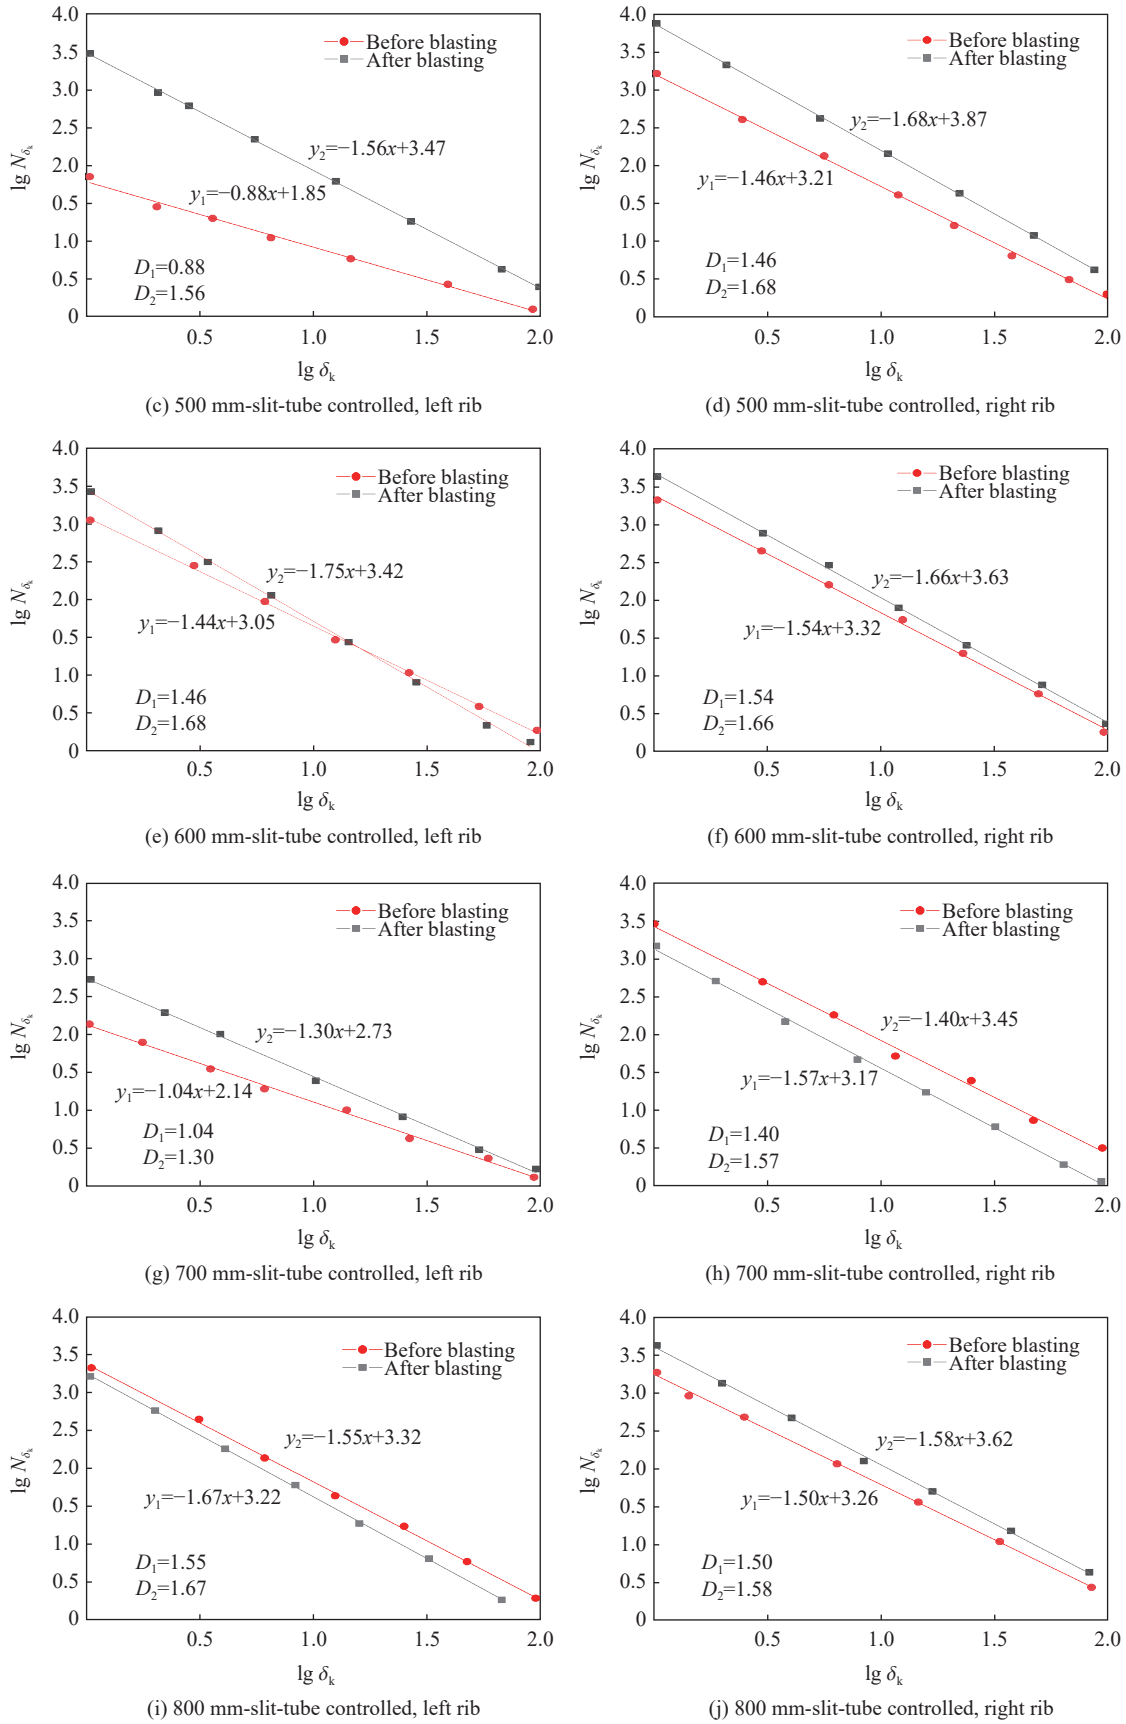 4.0
3.5
3.0
2.5
2.0
0.5
1.0
0.5
0
lg N_δk
Before blasting
After blasting
y₂=−1.56x+3.47
y₁=−0.88x+1.85
D₁=0.88
D₂=1.56
0.5 1.0 1.5 2.0
lg δk
(c) 500 mm-slit-tube controlled, left rib
4.0
3.5
3.0
2.5
2.0
0.5
1.0
0.5
0
lg N_δk
Before blasting
After blasting
y₂=−1.68x+3.87
y₁=−1.46x+3.21
D₁=1.46
D₂=1.68
0.5 1.0 1.5 2.0
lg δk
(d) 500 mm-slit-tube controlled, right rib
4.0
3.5
3.0
2.5
2.0
0.5
1.0
0.5
0
lg N_δk
Before blasting
After blasting
y₂=−1.75x+3.42
y₁=−1.44x+3.05
D₁=1.46
D₂=1.68
0.5 1.0 1.5 2.0
lg δk
(e) 600 mm-slit-tube controlled, left rib
4.0
3.5
3.0
2.5
2.0
0.5
1.0
0.5
0
lg N_δk
Before blasting
After blasting
y₂=−1.66x+3.63
y₁=−1.54x+3.32
D₁=1.54
D₂=1.66
0.5 1.0 1.5 2.0
lg δk
(f) 600 mm-slit-tube controlled, right rib
4.0
3.5
3.0
2.5
2.0
0.5
1.0
0.5
0
lg N_δk
Before blasting
After blasting
y₂=−1.30x+2.73
y₁=−1.04x+2.14
D₁=1.04
D₂=1.30
0.5 1.0 1.5 2.0
lg δk
(g) 700 mm-slit-tube controlled, left rib
4.0
3.5
3.0
2.5
2.0
0.5
1.0
0.5
0
lg N_δk
Before blasting
After blasting
y₂=−1.40x+3.45
y₁=−1.57x+3.17
D₁=1.40
D₂=1.57
0.5 1.0 1.5 2.0
lg δk
(h) 700 mm-slit-tube controlled, right rib
4.0
3.5
3.0
2.5
2.0
0.5
1.0
0.5
0
lg N_δk
Before blasting
After blasting
y₂=−1.55x+3.32
y₁=−1.67x+3.22
D₁=1.55
D₂=1.67
0.5 1.0 1.5 2.0
lg δk
(i) 800 mm-slit-tube controlled, left rib
4.0
3.5
3.0
2.5
2.0
0.5
1.0
0.5
0
lg N_δk
Before blasting
After blasting
y₂=−1.58x+3.62
y₁=−1.50x+3.26
D₁=1.50
D₂=1.58
0.5 1.0 1.5 2.0
lg δk
(j) 800 mm-slit-tube controlled, right rib